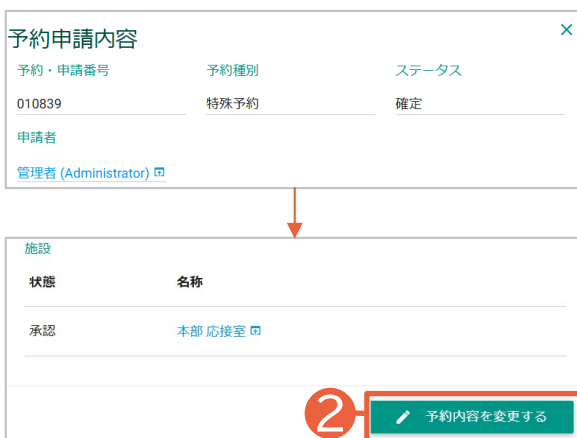 予約申請内容
予約・申請番号 予約種別 ステータス
010839 特殊予約 確定
申請者
管理者 (Administrator)
施設
状態 名称
承認 本部 応接室
2 予約内容を変更する